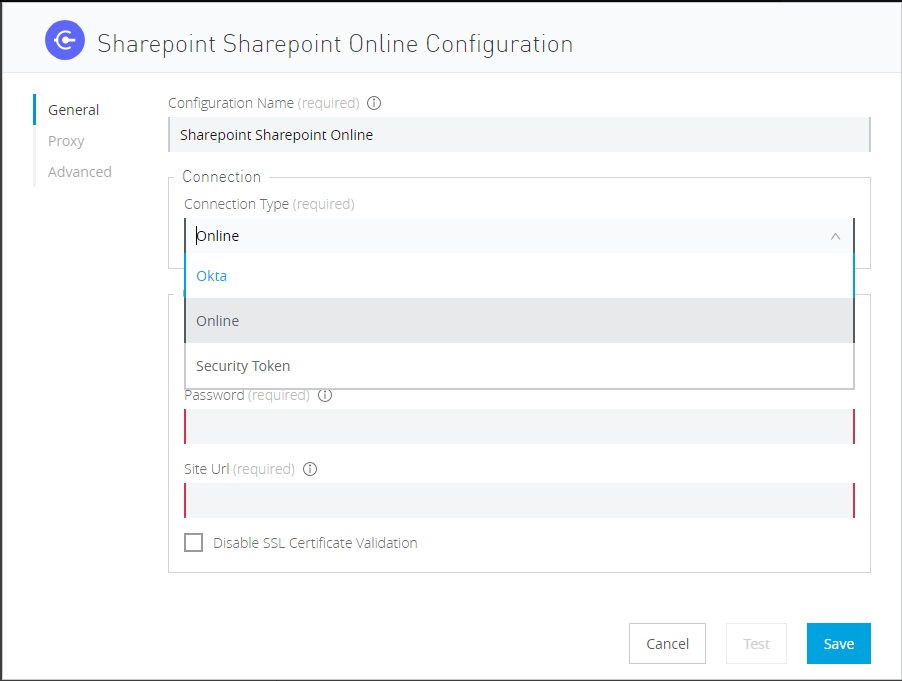 Sharepoint Sharepoint Online Configuration
General
Proxy
Advanced
Configuration Name (required)
Sharepoint Sharepoint Online
Connection
Connection Type (required)
Online
Okta
Online
Security Token
Password (required)
Site Url (required)
Disable SSL Certificate Validation
Cancel
Test
Save